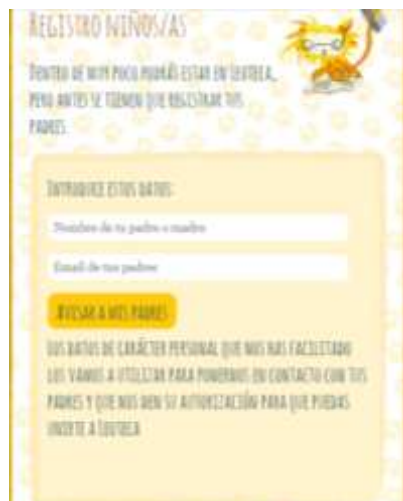 REGISTRO NIÑOS/AS
DENTRO DE MUY POCO PODRÁS ESTAR EN LEOTECA,
PERO ANTES SE TIENEN QUE REGISTRAR TUS
PADRES.
INTRODUCE ESTOS DATOS:
Nombre de tu padre o madre
Email de tus padres
AVISAR A MIS PADRES
LOS DATOS DE CARÁCTER PERSONAL QUE NOS HAS FACILITADO
LOS VAMOS A UTILIZAR PARA PONERNOS EN CONTACTO CON TUS
PADRES Y QUE NOS DEN SU AUTORIZACIÓN PARA QUE PUEDAS
UNIRTE A LEOTECA